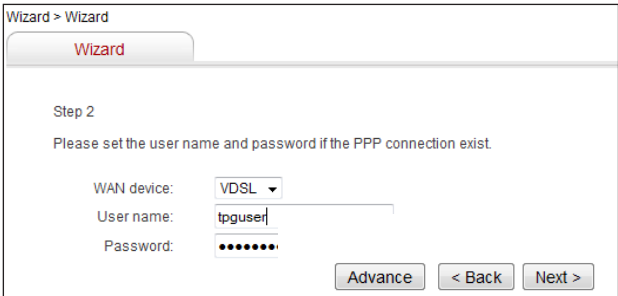 Wizard > Wizard
Wizard
Step 2
Please set the user name and password if the PPP connection exist.
WAN device: VDSL
User name: tpguser
Password: ••••••••
Advance < Back Next >